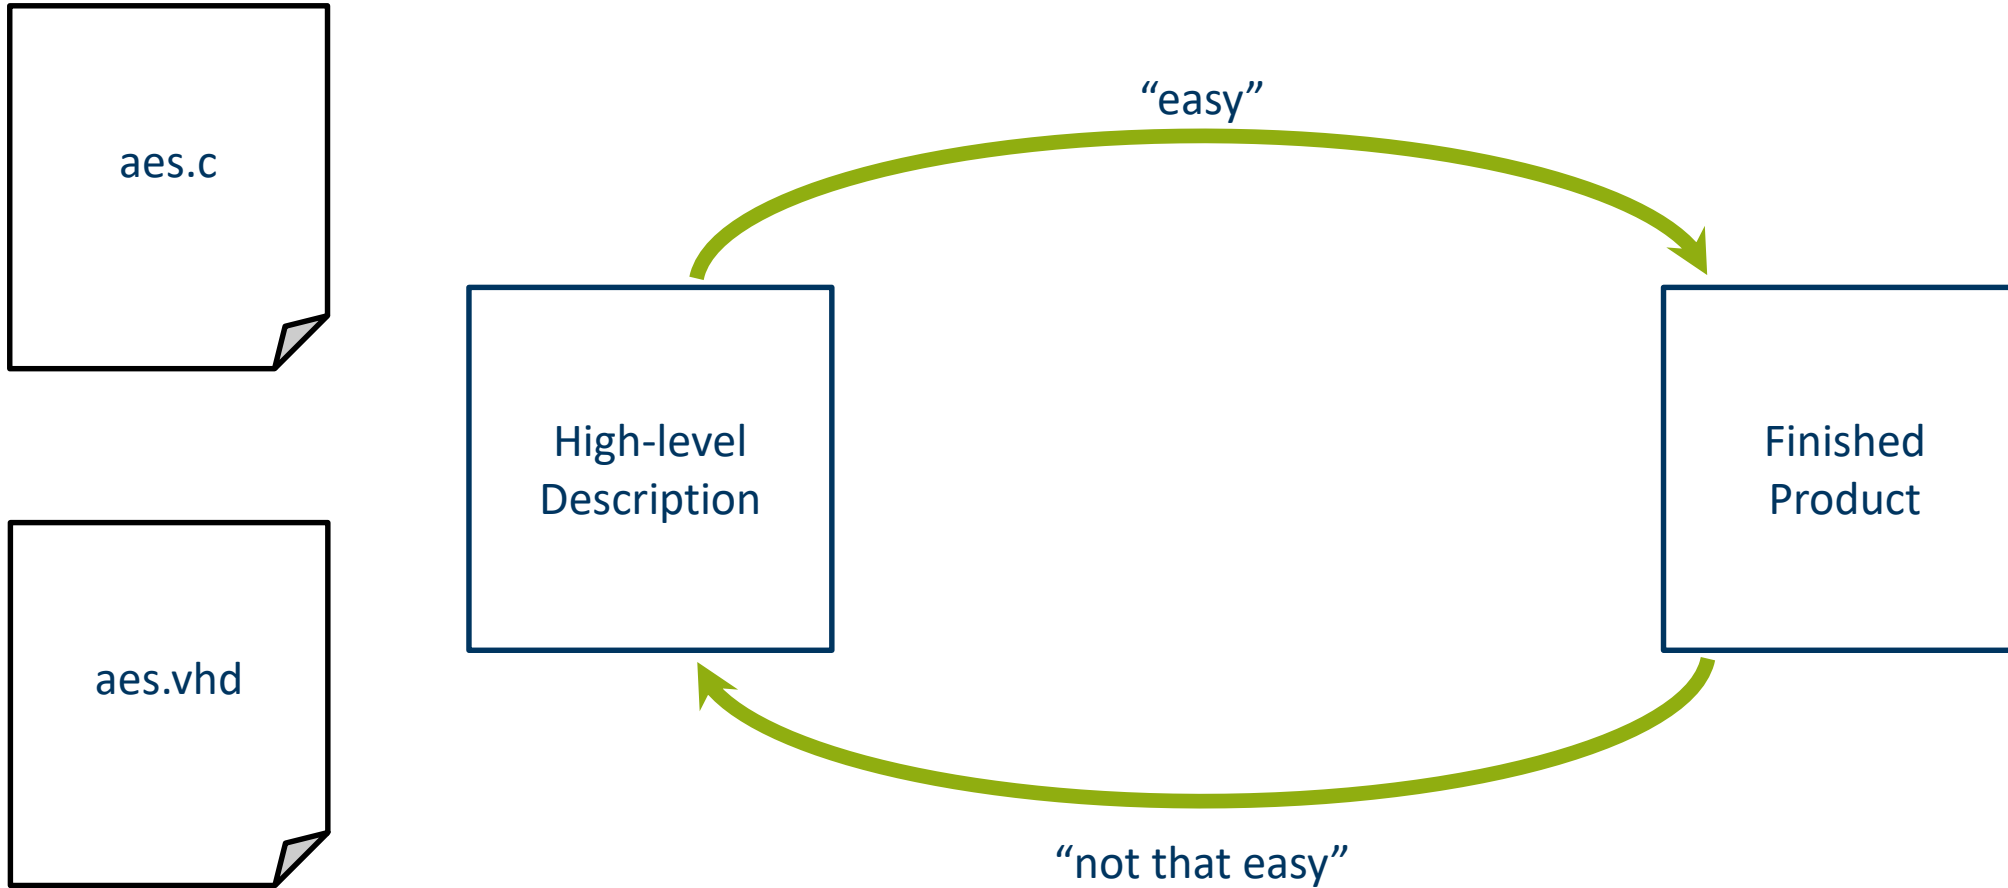 aes.c
“easy”
High-level
Description
Finished
Product
aes.vhd
“not that easy”